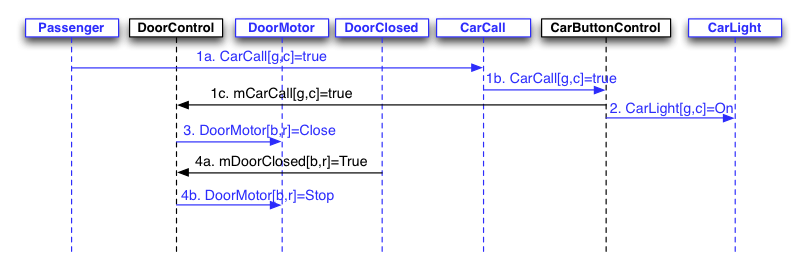 Passenger DoorControl DoorMotor DoorClosed CarCall CarButtonControl CarLight
1a. CarCall[g,c]=true
1b. CarCall[g,c]=true
1c. mCarCall[g,c]=true
2. CarLight[g,c]=On
3. DoorMotor[b,r]=Close
4a. mDoorClosed[b,r]=True
4b. DoorMotor[b,r]=Stop